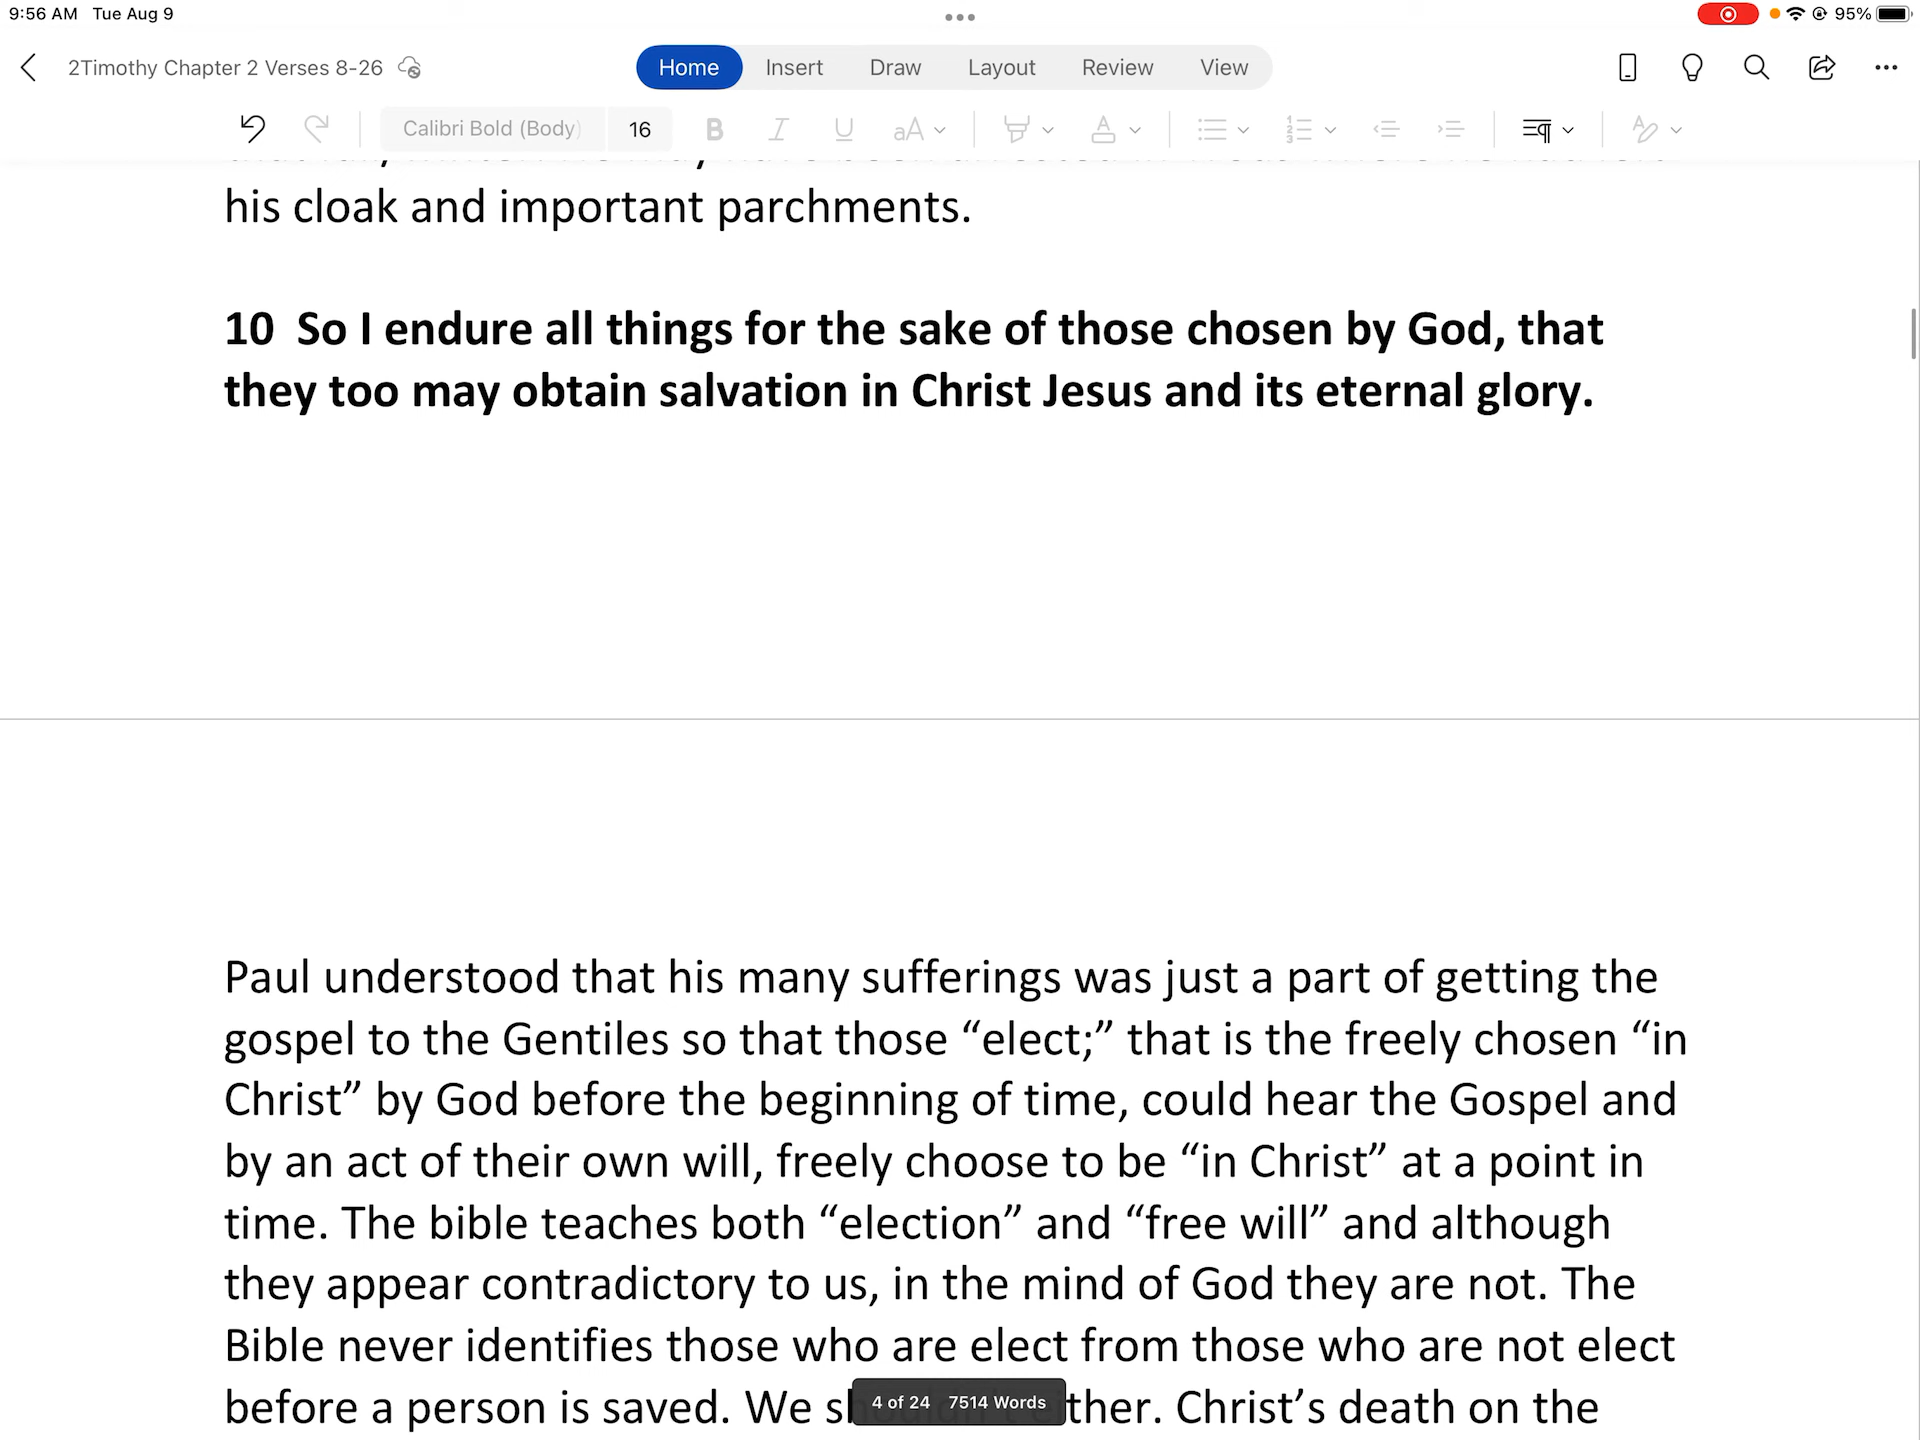 9:56 AM Tue Aug 9
95%
2Timothy Chapter 2 Verses 8-26
Home Insert Draw Layout Review View
Calibri Bold (Body) 16 B I U aA A
his cloak and important parchments.
10 So I endure all things for the sake of those chosen by God, that
they too may obtain salvation in Christ Jesus and its eternal glory.
Paul understood that his many sufferings was just a part of getting the
gospel to the Gentiles so that those “elect;” that is the freely chosen “in
Christ” by God before the beginning of time, could hear the Gospel and
by an act of their own will, freely choose to be “in Christ” at a point in
time. The bible teaches both “election” and “free will” and although
they appear contradictory to us, in the mind of God they are not. The
Bible never identifies those who are elect from those who are not elect
before a person is saved. We Christ’s death on the
4 of 24 7514 Words